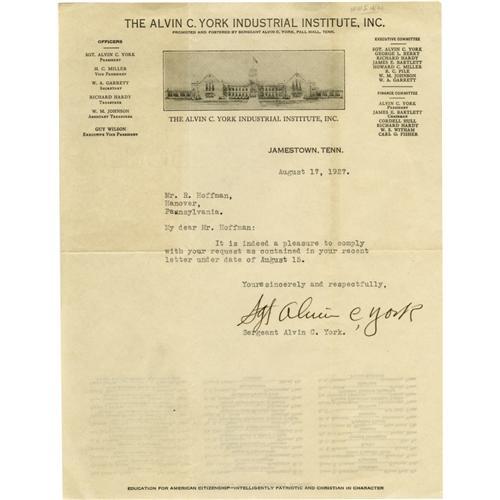 THE ALVIN C. YORK INDUSTRIAL INSTITUTE, INC.
PROMOTED AND FOSTERED BY SERGEANT ALVIN C. YORK, PALL MALL, TENN.
OFFICERS
SGT. ALVIN C. YORK
PRESIDENT
H. C. MILLER
VICE PRESIDENT
W. A. GARRETT
SECRETARY
RICHARD HARDY
TREASURER
W. M. JOHNSON
ASSISTANT TREASURER
GUY WILSON
EXECUTIVE VICE PRESIDENT
EXECUTIVE COMMITTEE
SGT. ALVIN C. YORK
GEORGE L. BERRY
RICHARD HARDY
JAMES E. BARTLETT
HOWARD C. MILLER
R. C. PILE
W. M. JOHNSON
W. A. GARRETT
FINANCE COMMITTEE
ALVIN C. YORK
PRESIDENT
JAMES E. BARTLETT
CHAIRMAN
CORDELL HULL
RICHARD HARDY
W. S. WITHAM
CARL G. FISHER
THE ALVIN C. YORK INDUSTRIAL INSTITUTE, INC.
JAMESTOWN, TENN.
August 17, 1927.
Mr. R. Hoffman,
Hanover,
Pennsylvania.
My dear Mr. Hoffman:
It is indeed a pleasure to comply
with your request as contained in your recent
letter under date of August 15.
Yours sincerely and respectfully,
Sgt Alvin C, York
Sergeant Alvin C. York.
EDUCATION FOR AMERICAN CITIZENSHIP—INTELLIGENTLY PATRIOTIC AND CHRISTIAN IN CHARACTER